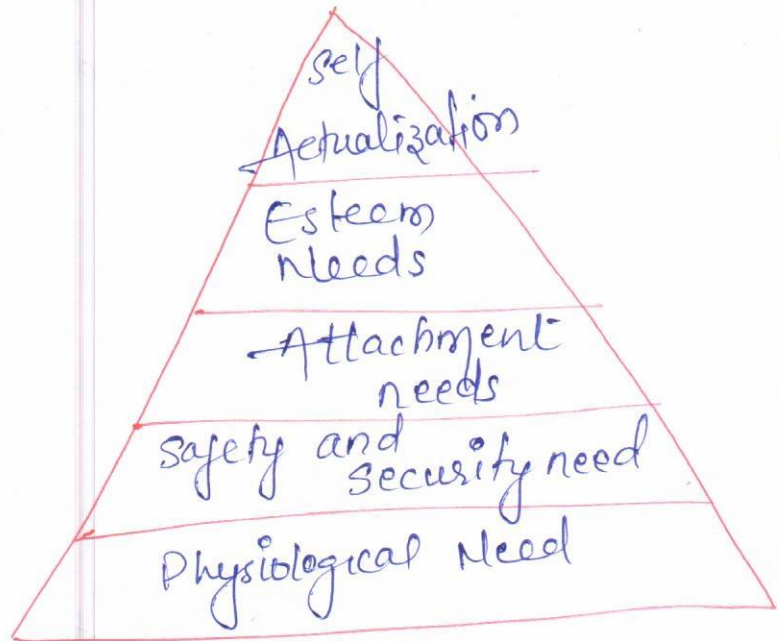 Self
Actualization
Esteem
Needs
Attachment
needs
Safety and
security need
Physiological Need